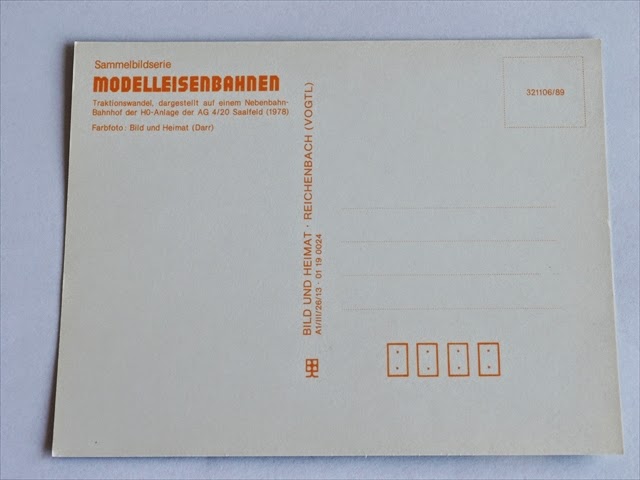 Sammelbildserie
MODELLEISENBAHNEN
Traktionswandel, dargestellt auf einem Nebenbahn-
Bahnhof der H0-Anlage der AG 4/20 Saalfeld (1978)
Farbfoto: Bild und Heimat (Darr)
BILD UND HEIMAT · REICHENBACH (VOGTL)
A1/III/26/13 · 01 19 0024
321106/89